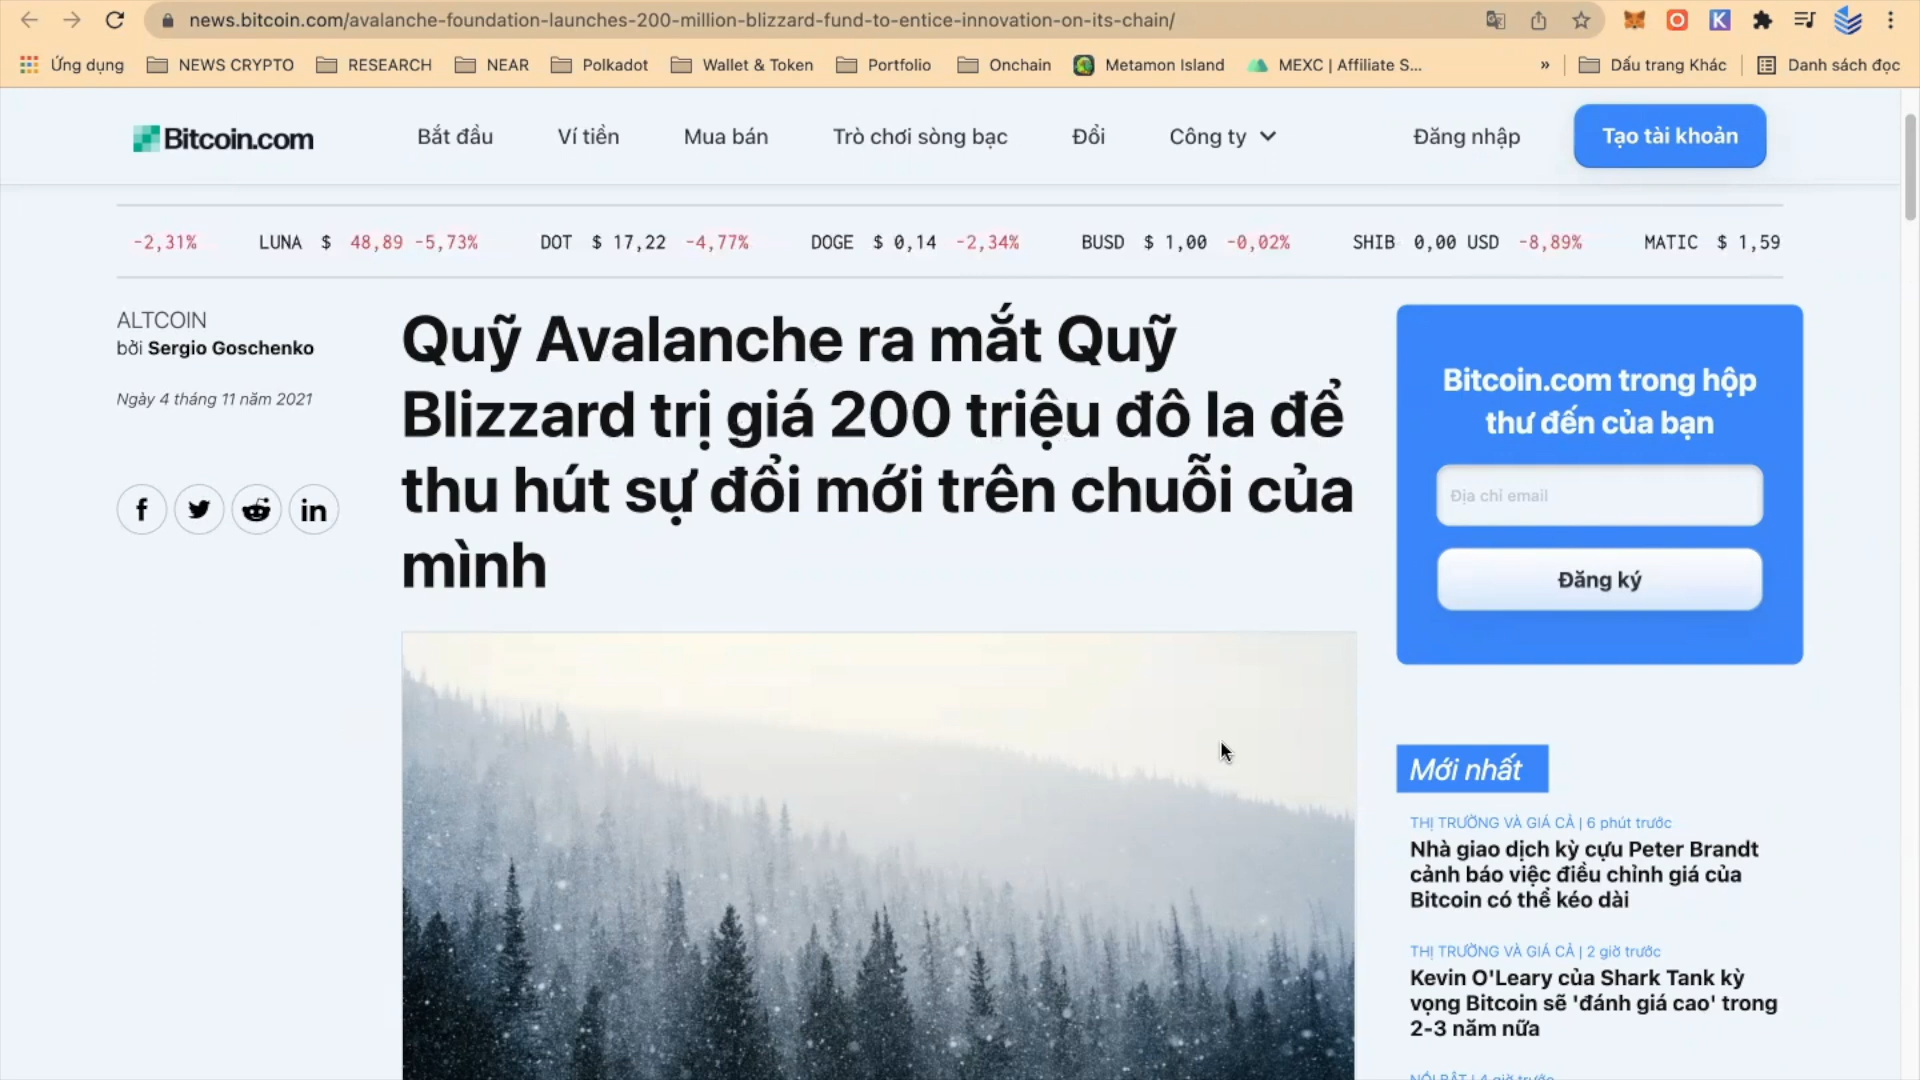 news.bitcoin.com/avalanche-foundation-launches-200-million-blizzard-fund-to-entice-innovation-on-its-chain/
Ứng dụng NEWS CRYPTO RESEARCH NEAR Polkadot Wallet & Token Portfolio Onchain Metamon Island MEXC | Affiliate S... » Dấu trang Khác Danh sách đọc
Bitcoin.com Bắt đầu Ví tiền Mua bán Trò chơi sòng bạc Đổi Công ty Đăng nhập Tạo tài khoản
-2,31% LUNA $ 48,89 -5,73% DOT $ 17,22 -4,77% DOGE $ 0,14 -2,34% BUSD $ 1,00 -0,02% SHIB 0,00 USD -8,89% MATIC $ 1,59
ALTCOIN
bởi Sergio Goschenko
Ngày 4 tháng 11 năm 2021
Quỹ Avalanche ra mắt Quỹ
Blizzard trị giá 200 triệu đô la để
thu hút sự đổi mới trên chuỗi của
mình
Bitcoin.com trong hộp
thư đến của bạn
Địa chỉ email
Đăng ký
Mới nhất
THỊ TRƯỜNG VÀ GIÁ CẢ | 6 phút trước
Nhà giao dịch kỳ cựu Peter Brandt
cảnh báo việc điều chỉnh giá của
Bitcoin có thể kéo dài
THỊ TRƯỜNG VÀ GIÁ CẢ | 2 giờ trước
Kevin O'Leary của Shark Tank kỳ
vọng Bitcoin sẽ 'đánh giá cao' trong
2-3 năm nữa
NỔI BẬT | 4 giờ trước